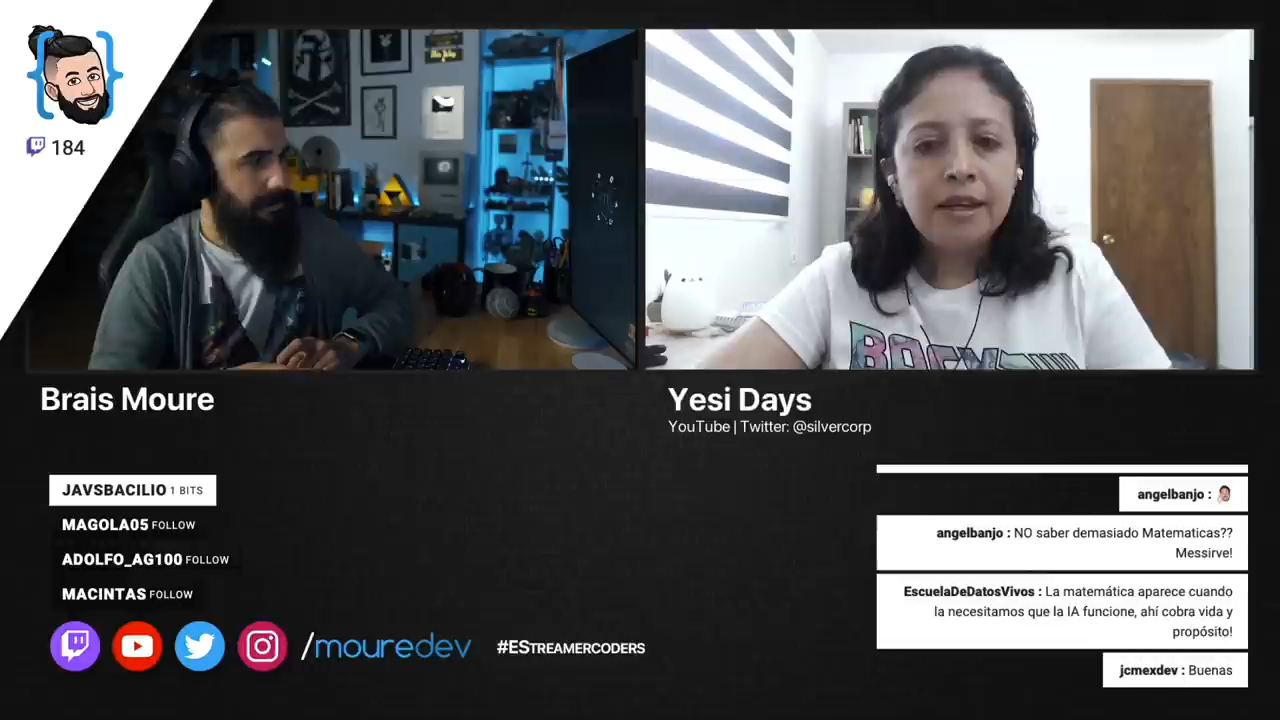 184
Brais Moure
Yesi Days
YouTube | Twitter: @silvercorp
JAVSBACILIO 1 BITS
MAGOLA05 FOLLOW
ADOLFO_AG100 FOLLOW
MACINTAS FOLLOW
/mouredev
#ESTREAMERCODERS
angelbanjo :
angelbanjo : NO saber demasiado Matematicas??
Messirve!
EscuelaDeDatosVivos : La matemática aparece cuando
la necesitamos que la IA funcione, ahí cobra vida y
propósito!
jcmexdev : Buenas